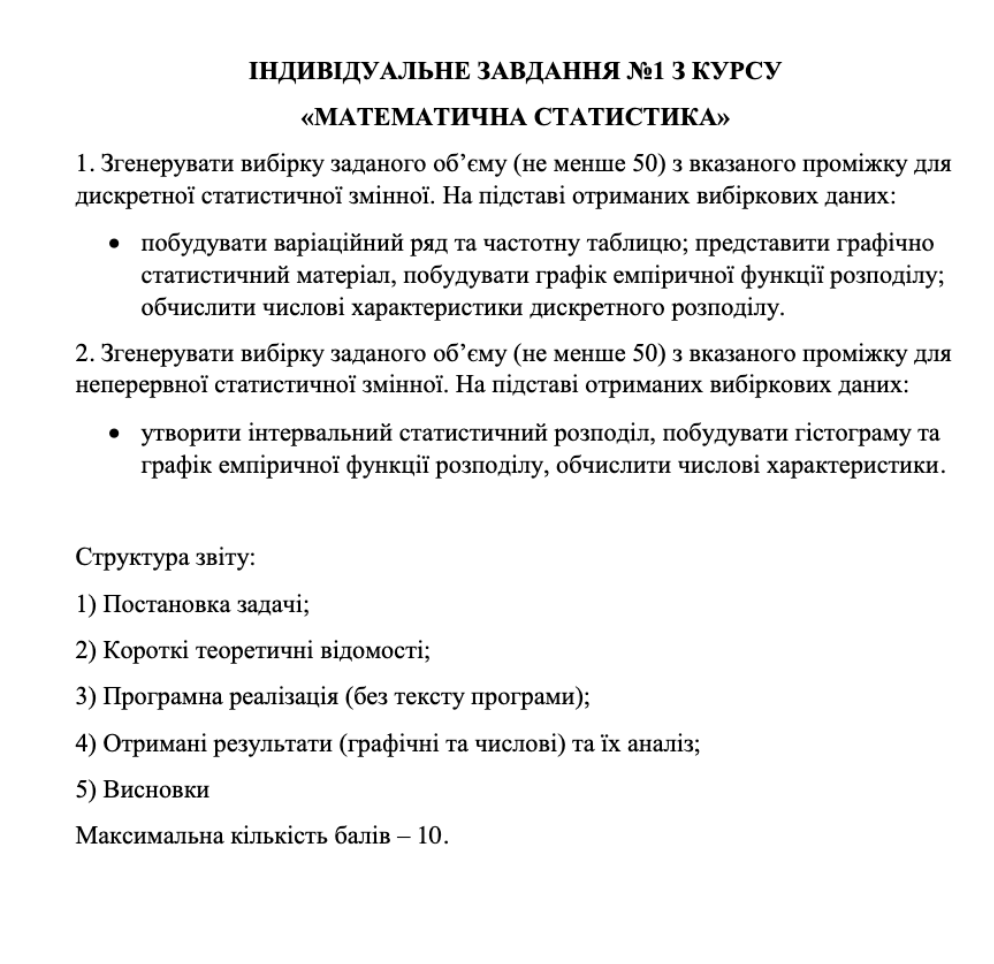 ІНДИВІДУАЛЬНЕ ЗАВДАННЯ №1 З КУРСУ
«МАТЕМАТИЧНА СТАТИСТИКА»
1. Згенерувати вибірку заданого об’єму (не менше 50) з вказаного проміжку для
дискретної статистичної змінної. На підставі отриманих вибіркових даних:
• побудувати варіаційний ряд та частотну таблицю; представити графічно
статистичний матеріал, побудувати графік емпіричної функції розподілу;
обчислити числові характеристики дискретного розподілу.
2. Згенерувати вибірку заданого об’єму (не менше 50) з вказаного проміжку для
неперервної статистичної змінної. На підставі отриманих вибіркових даних:
• утворити інтервальний статистичний розподіл, побудувати гістограму та
графік емпіричної функції розподілу, обчислити числові характеристики.
Структура звіту:
1) Постановка задачі;
2) Короткі теоретичні відомості;
3) Програмна реалізація (без тексту програми);
4) Отримані результати (графічні та числові) та їх аналіз;
5) Висновки
Максимальна кількість балів – 10.